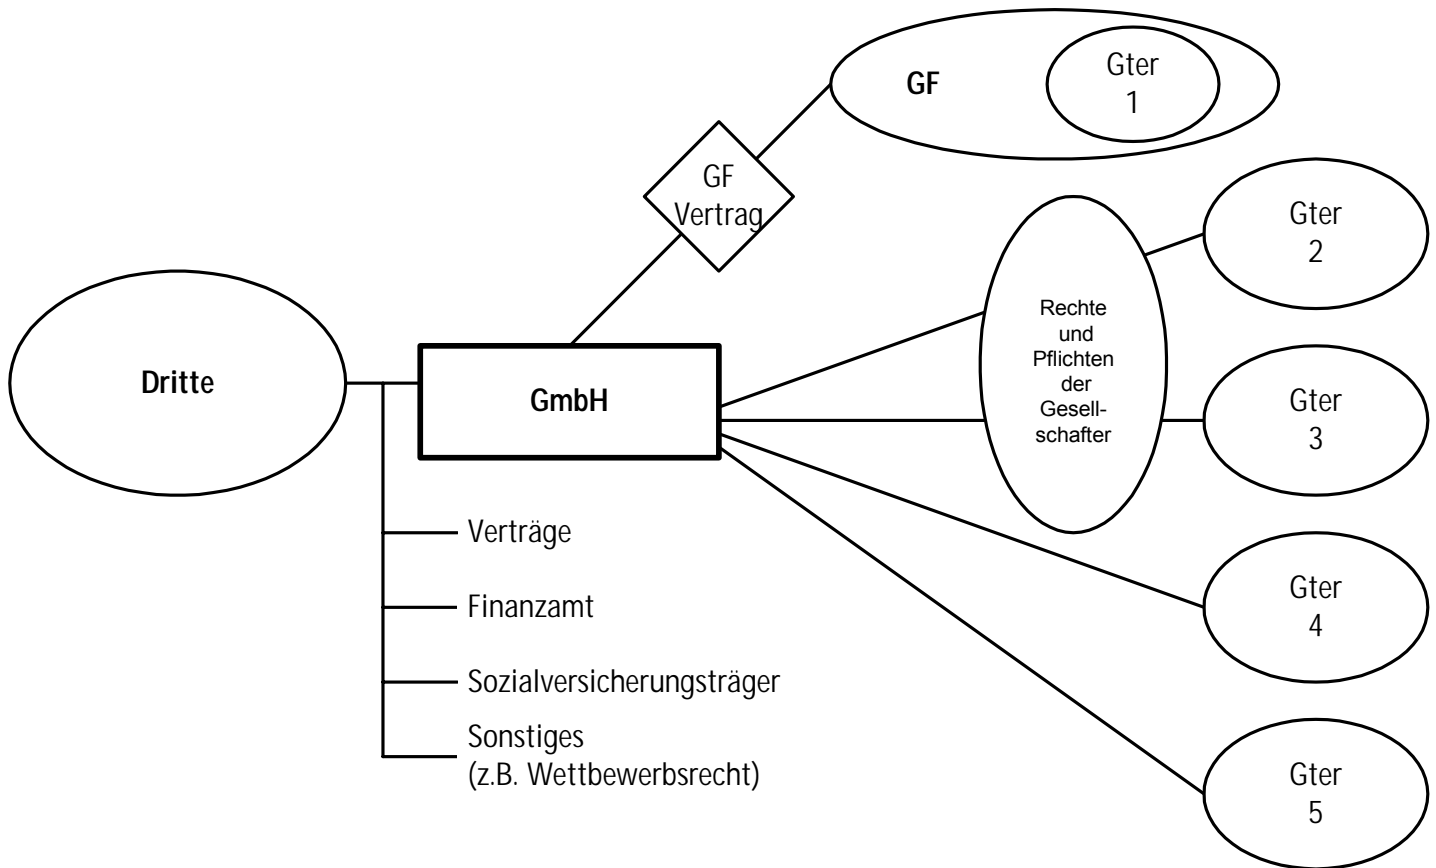 GF
Gter
1
GF
Vertrag
Gter
2
Rechte
und
Pflichten
der
Gesell-
schafter
Dritte
GmbH
Gter
3
Verträge
Finanzamt
Gter
4
Sozialversicherungsträger
Sonstiges
(z.B. Wettbewerbsrecht)
Gter
5